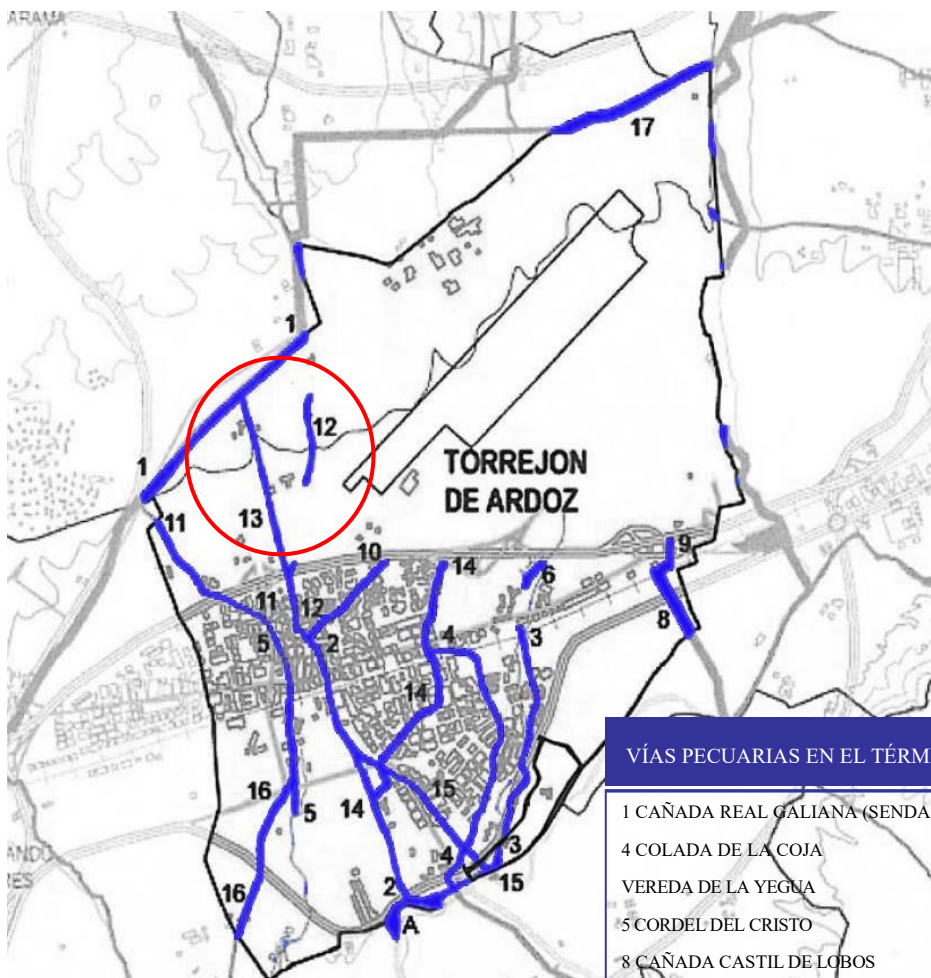 ARAMA
17
1
12
1
TORREJON
DE ARDOZ
11
13
10
9
14
6
11
12
5
2
4
3
8
14
VÍAS PECUARIAS EN EL TÉRM
16
5
14
15
1 CAÑADA REAL GALIANA (SENDA
4 COLADA DE LA COJA
VEREDA DE LA YEGUA
5 CORDEL DEL CRISTO
8 CAÑADA CASTIL DE LOBOS
ANDO
RES
4
3
15
16
2
A